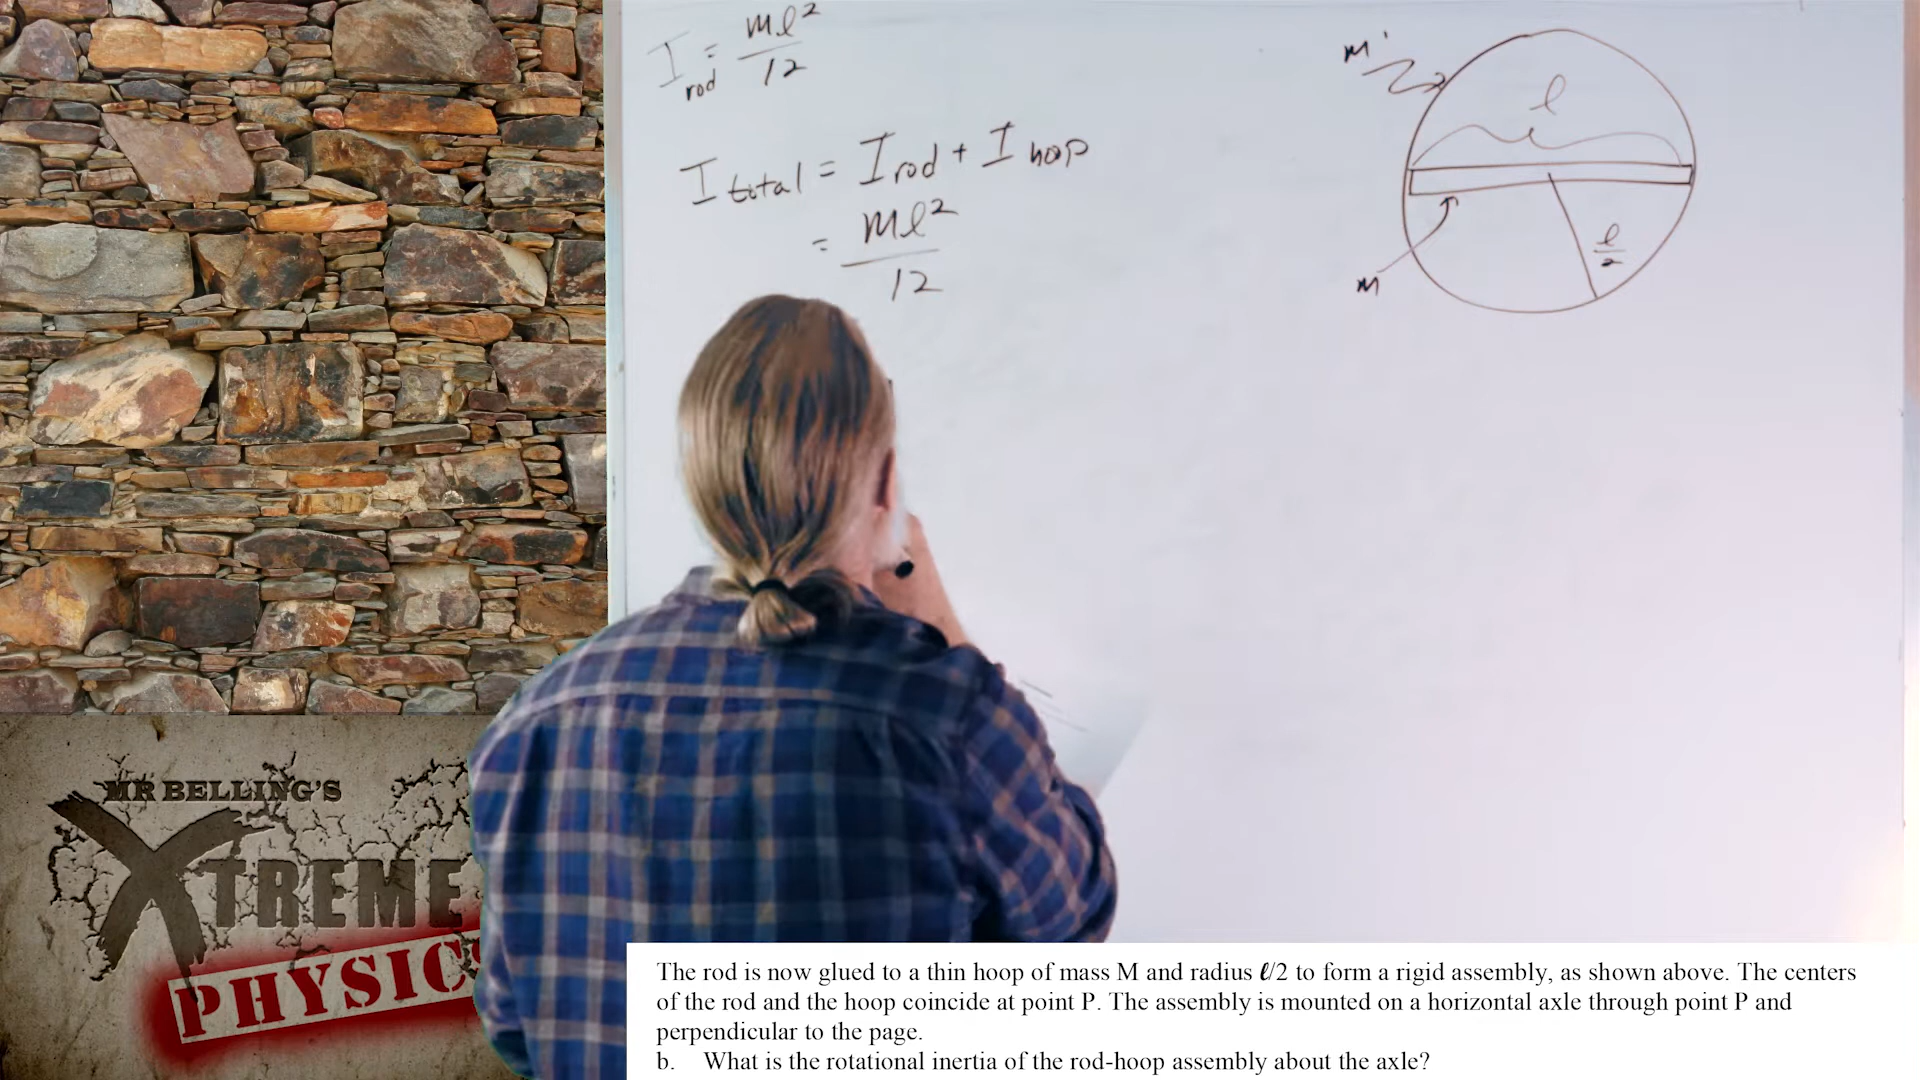 I rod = mℓ²/12
I total = I rod + I hoop
= mℓ²/12
m'
ℓ
ℓ/2
m
MR BELLING'S
XTREME
PHYSIC
The rod is now glued to a thin hoop of mass M and radius ℓ/2 to form a rigid assembly, as shown above. The centers
of the rod and the hoop coincide at point P. The assembly is mounted on a horizontal axle through point P and
perpendicular to the page.
b. What is the rotational inertia of the rod-hoop assembly about the axle?